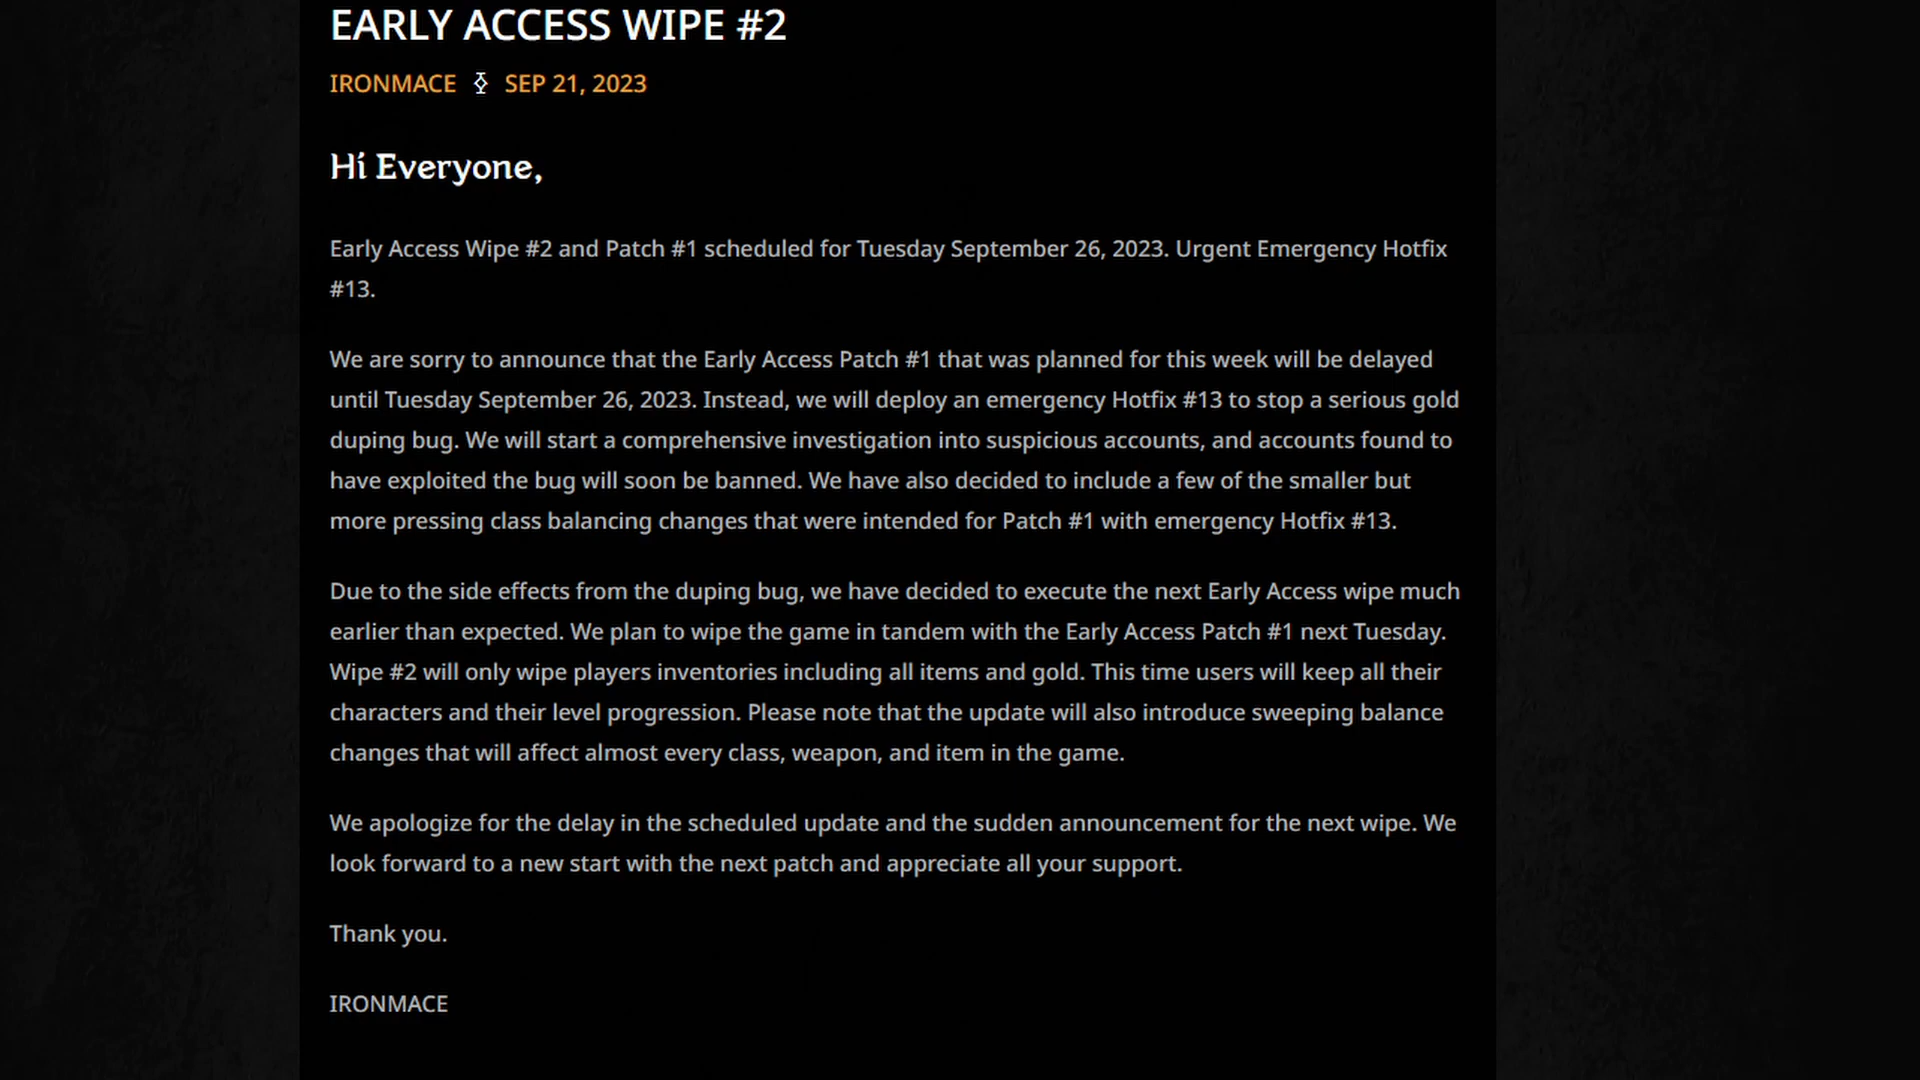 EARLY ACCESS WIPE #2
IRONMACE SEP 21, 2023
Hi Everyone,
Early Access Wipe #2 and Patch #1 scheduled for Tuesday September 26, 2023. Urgent Emergency Hotfix
#13.
We are sorry to announce that the Early Access Patch #1 that was planned for this week will be delayed
until Tuesday September 26, 2023. Instead, we will deploy an emergency Hotfix #13 to stop a serious gold
duping bug. We will start a comprehensive investigation into suspicious accounts, and accounts found to
have exploited the bug will soon be banned. We have also decided to include a few of the smaller but
more pressing class balancing changes that were intended for Patch #1 with emergency Hotfix #13.
Due to the side effects from the duping bug, we have decided to execute the next Early Access wipe much
earlier than expected. We plan to wipe the game in tandem with the Early Access Patch #1 next Tuesday.
Wipe #2 will only wipe players inventories including all items and gold. This time users will keep all their
characters and their level progression. Please note that the update will also introduce sweeping balance
changes that will affect almost every class, weapon, and item in the game.
We apologize for the delay in the scheduled update and the sudden announcement for the next wipe. We
look forward to a new start with the next patch and appreciate all your support.
Thank you.
IRONMACE